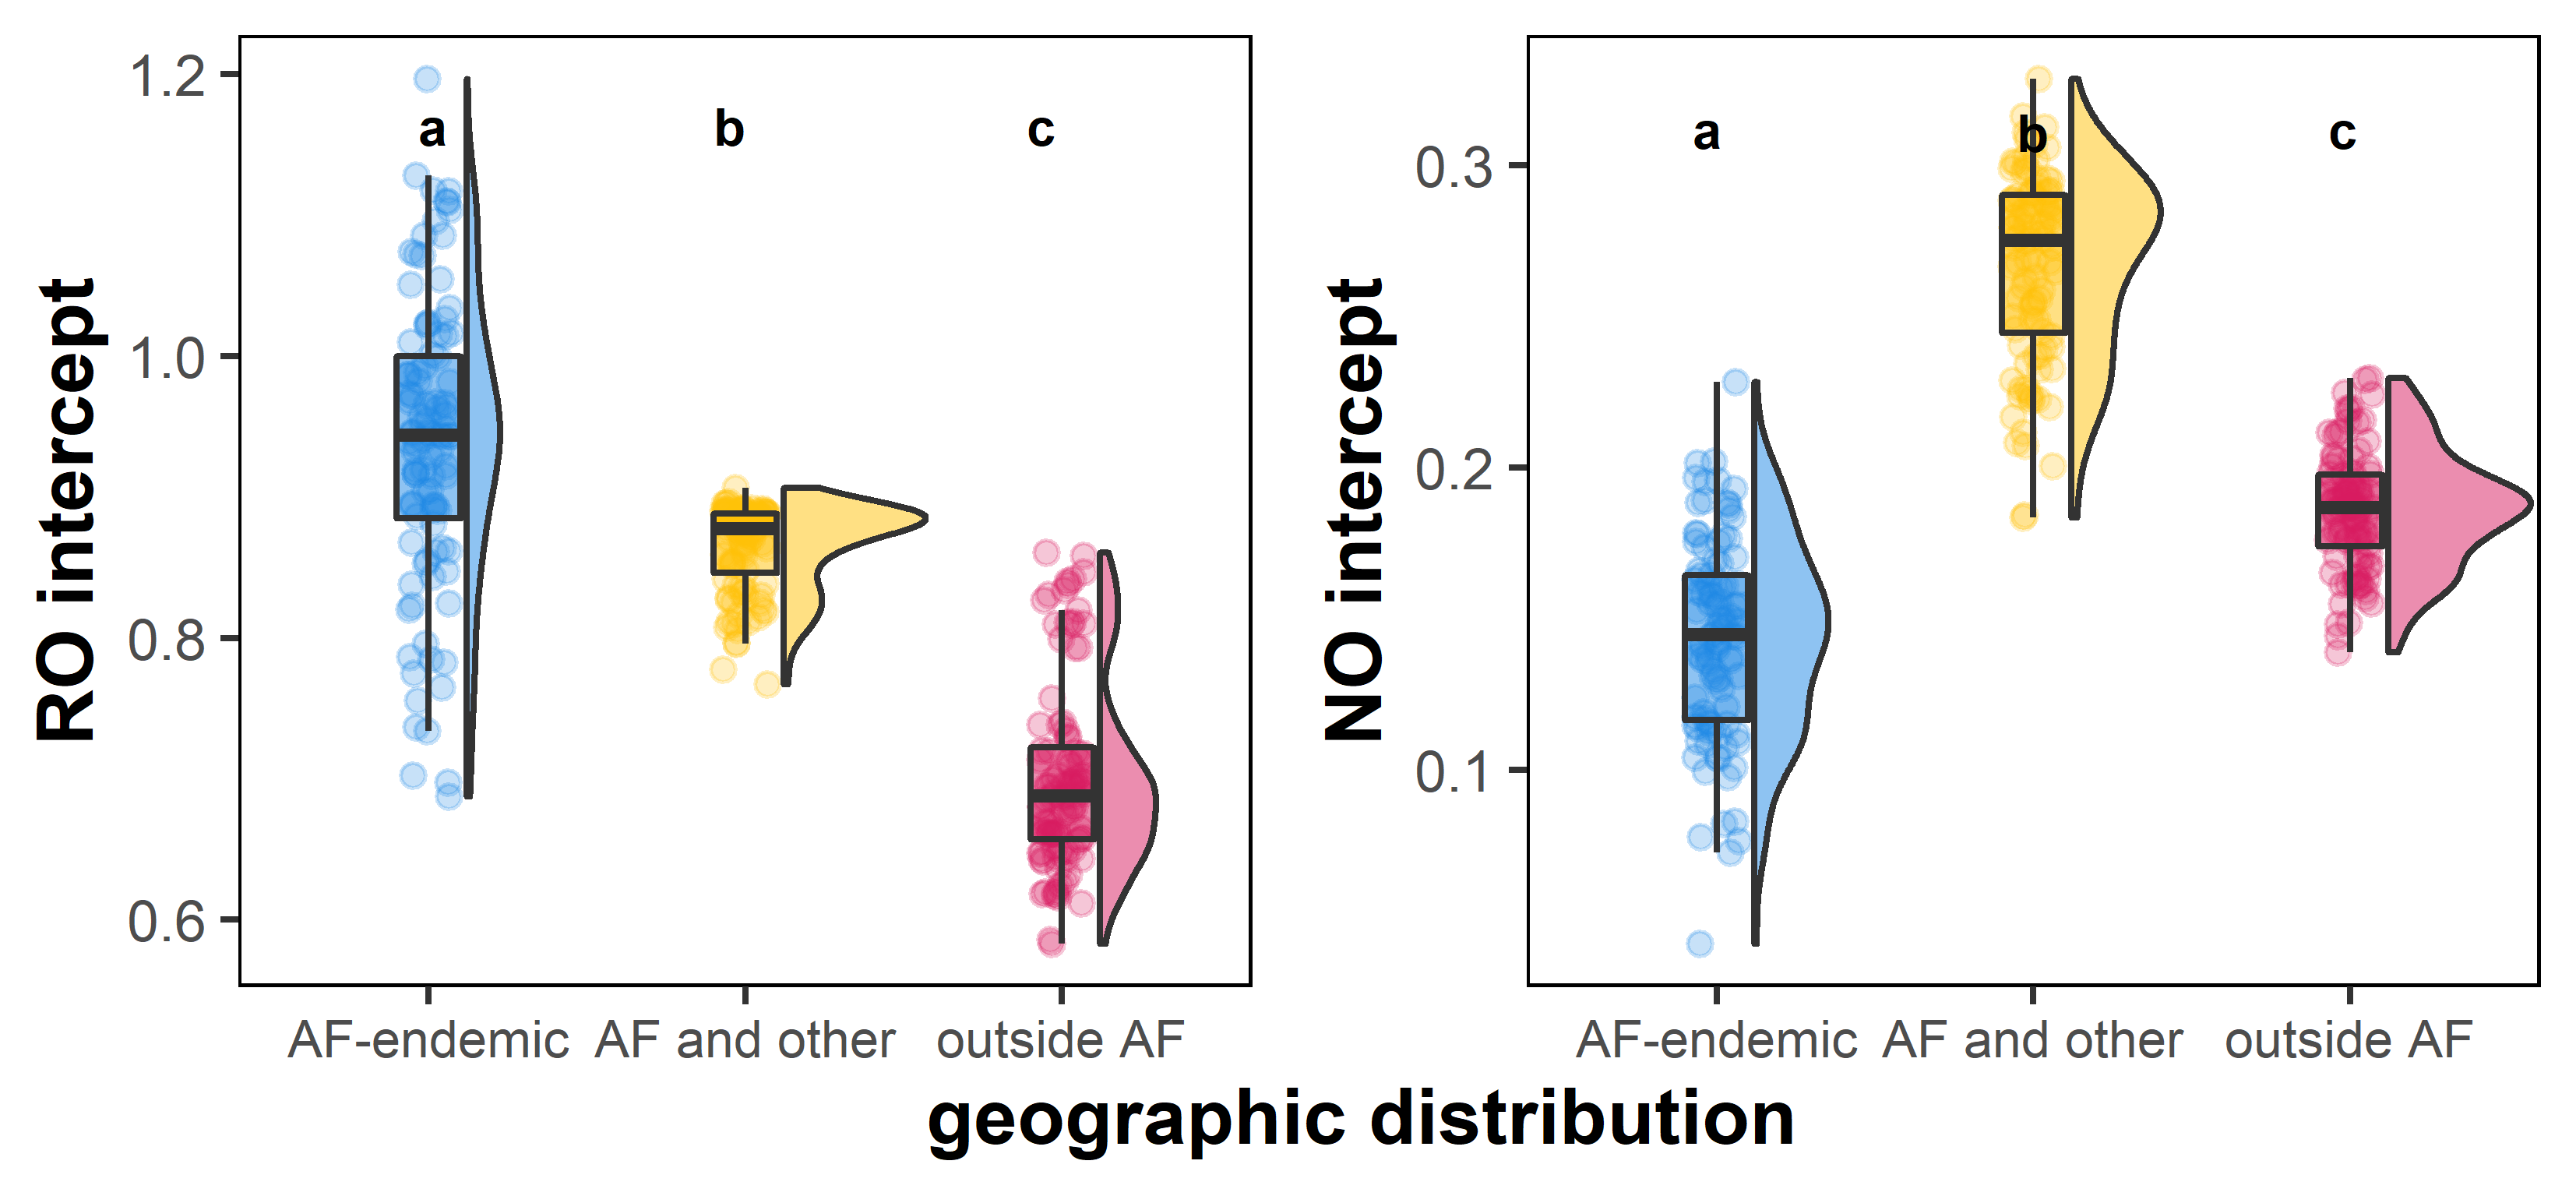 RO intercept
1.2
1.0
0.8
0.6
a b c
AF-endemic AF and other outside AF
NO intercept
0.3
0.2
0.1
a b c
AF-endemic AF and other outside AF
geographic distribution